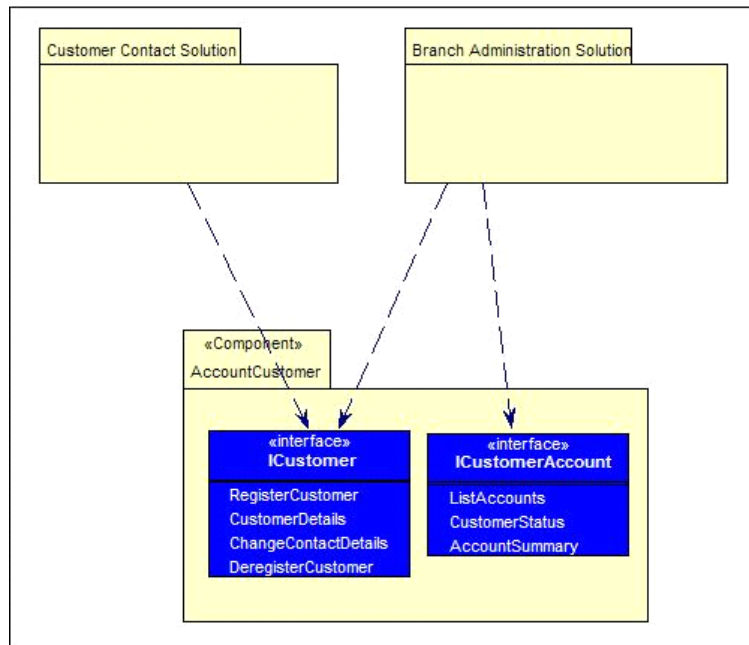 Customer Contact Solution
Branch Administration Solution
«Component»
AccountCustomer
«interface»
ICustomer
RegisterCustomer
CustomerDetails
ChangeContactDetails
DeregisterCustomer
«interface»
ICustomerAccount
ListAccounts
CustomerStatus
AccountSummary